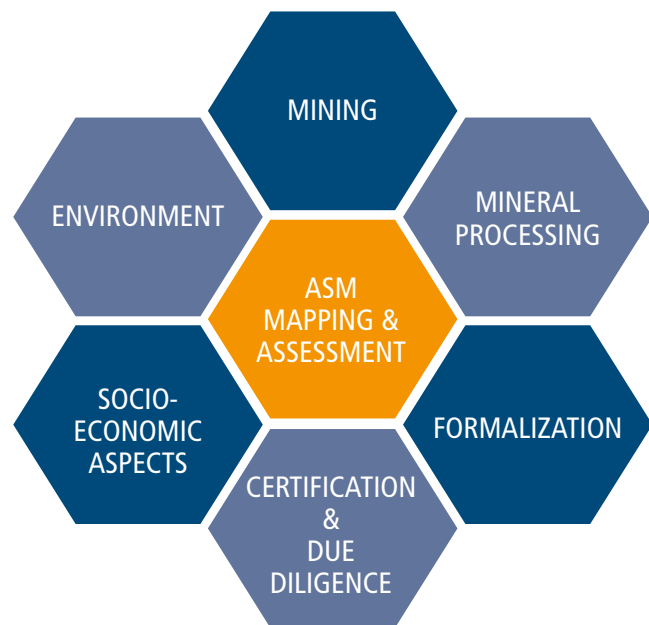 MINING
ENVIRONMENT
MINERAL
PROCESSING
ASM
MAPPING &
ASSESSMENT
SOCIO-
ECONOMIC
ASPECTS
FORMALIZATION
CERTIFICATION
&
DUE
DILIGENCE